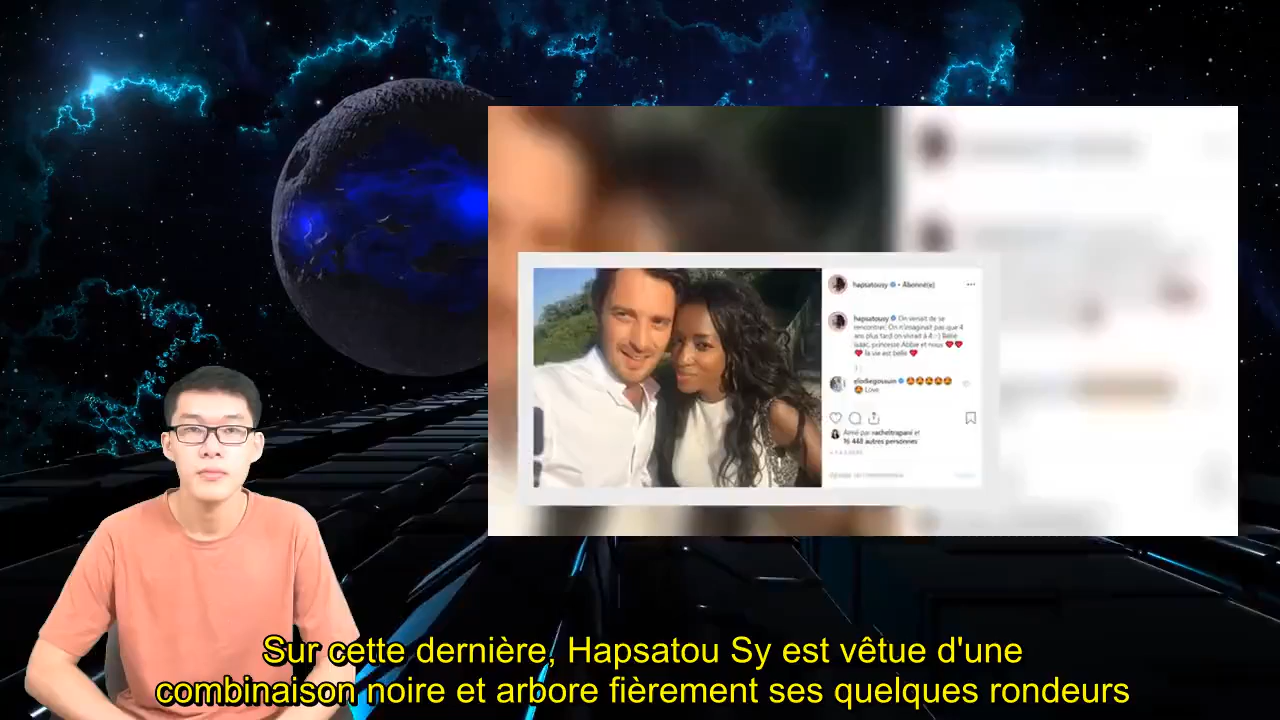 hapsatousy • Abonné(e)
hapsatousy On venait de se
rencontrer. On n'imaginait pas que 4
ans plus tard on vivrait à 4 :-) Bébé
isaac, princesse Abbie et nous ❤❤
❤ la vie est belle ❤
elodiegossuin 😍😍😍😍😍
😍 Love
Aimé par racheltrapani et
16 448 autres personnes
Sur cette dernière, Hapsatou Sy est vêtue d'une
combinaison noire et arbore fièrement ses quelques rondeurs